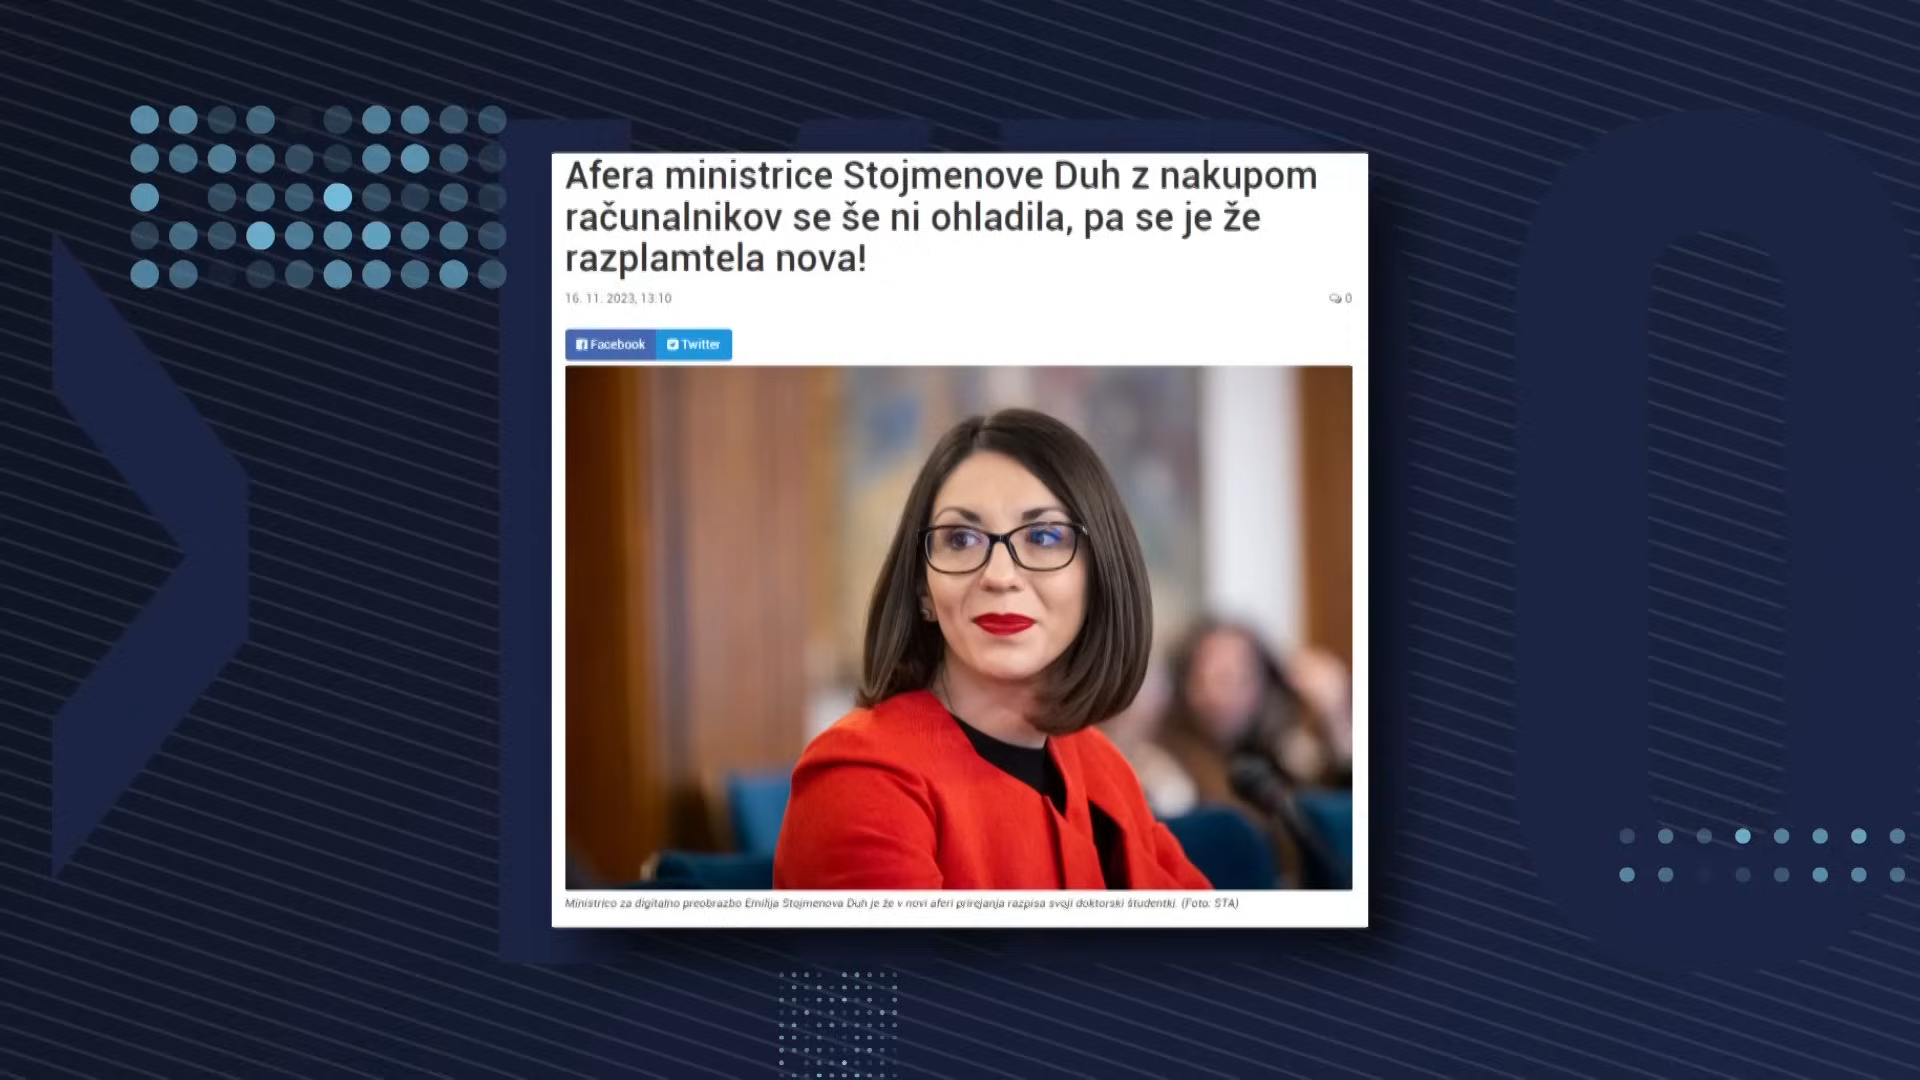 Afera ministrice Stojmenove Duh z nakupom
računalnikov se še ni ohladila, pa se je že
razplamtela nova!
16. 11. 2023, 13:10
0
Facebook Twitter
Ministrico za digitalno preobrazbo Emilija Stojmenova Duh je že v novi aferi prirejanja razpisa svoji doktorski študentki. (Foto: STA)